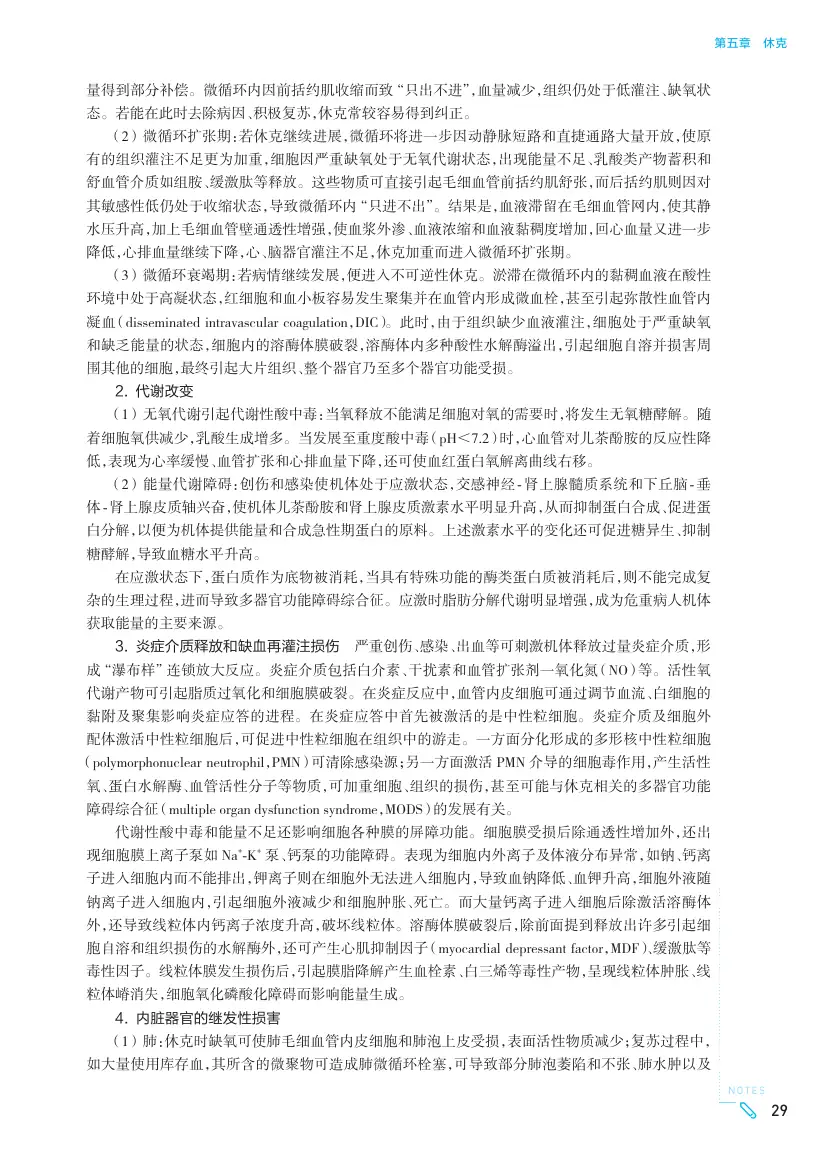 第五章 休克
量得到部分补偿。微循环内因前括约肌收缩而致“只出不进”,血量减少,组织仍处于低灌注、缺氧状
态。若能在此时去除病因、积极复苏,休克常较容易得到纠正。
（2）微循环扩张期:若休克继续进展,微循环将进一步因动静脉短路和直捷通路大量开放,使原
有的组织灌注不足更为加重,细胞因严重缺氧处于无氧代谢状态,出现能量不足、乳酸类产物蓄积和
舒血管介质如组胺、缓激肽等释放。这些物质可直接引起毛细血管前括约肌舒张,而后括约肌则因对
其敏感性低仍处于收缩状态,导致微循环内“只进不出”。结果是,血液滞留在毛细血管网内,使其静
水压升高,加上毛细血管壁通透性增强,使血浆外渗、血液浓缩和血液黏稠度增加,回心血量又进一步
降低,心排血量继续下降,心、脑器官灌注不足,休克加重而进入微循环扩张期。
（3）微循环衰竭期:若病情继续发展,便进入不可逆性休克。淤滞在微循环内的黏稠血液在酸性
环境中处于高凝状态,红细胞和血小板容易发生聚集并在血管内形成微血栓,甚至引起弥散性血管内
凝血（disseminated intravascular coagulation,DIC）。此时,由于组织缺少血液灌注,细胞处于严重缺氧
和缺乏能量的状态,细胞内的溶酶体膜破裂,溶酶体内多种酸性水解酶溢出,引起细胞自溶并损害周
围其他的细胞,最终引起大片组织、整个器官乃至多个器官功能受损。
2. 代谢改变
（1）无氧代谢引起代谢性酸中毒:当氧释放不能满足细胞对氧的需要时,将发生无氧糖酵解。随
着细胞氧供减少,乳酸生成增多。当发展至重度酸中毒（pH＜7.2）时,心血管对儿茶酚胺的反应性降
低,表现为心率缓慢、血管扩张和心排血量下降,还可使血红蛋白氧解离曲线右移。
（2）能量代谢障碍:创伤和感染使机体处于应激状态,交感神经-肾上腺髓质系统和下丘脑-垂
体-肾上腺皮质轴兴奋,使机体儿茶酚胺和肾上腺皮质激素水平明显升高,从而抑制蛋白合成、促进蛋
白分解,以便为机体提供能量和合成急性期蛋白的原料。上述激素水平的变化还可促进糖异生、抑制
糖酵解,导致血糖水平升高。
在应激状态下,蛋白质作为底物被消耗,当具有特殊功能的酶类蛋白质被消耗后,则不能完成复
杂的生理过程,进而导致多器官功能障碍综合征。应激时脂肪分解代谢明显增强,成为危重病人机体
获取能量的主要来源。
3. 炎症介质释放和缺血再灌注损伤 严重创伤、感染、出血等可刺激机体释放过量炎症介质,形
成“瀑布样”连锁放大反应。炎症介质包括白介素、干扰素和血管扩张剂一氧化氮（NO）等。活性氧
代谢产物可引起脂质过氧化和细胞膜破裂。在炎症反应中,血管内皮细胞可通过调节血流、白细胞的
黏附及聚集影响炎症应答的进程。在炎症应答中首先被激活的是中性粒细胞。炎症介质及细胞外
配体激活中性粒细胞后,可促进中性粒细胞在组织中的游走。一方面分化形成的多形核中性粒细胞
（polymorphonuclear neutrophil,PMN）可清除感染源;另一方面激活 PMN 介导的细胞毒作用,产生活性
氧、蛋白水解酶、血管活性分子等物质,可加重细胞、组织的损伤,甚至可能与休克相关的多器官功能
障碍综合征（multiple organ dysfunction syndrome,MODS）的发展有关。
代谢性酸中毒和能量不足还影响细胞各种膜的屏障功能。细胞膜受损后除通透性增加外,还出
现细胞膜上离子泵如 Na⁺-K⁺ 泵、钙泵的功能障碍。表现为细胞内外离子及体液分布异常,如钠、钙离
子进入细胞内而不能排出,钾离子则在细胞外无法进入细胞内,导致血钠降低、血钾升高,细胞外液随
钠离子进入细胞内,引起细胞外液减少和细胞肿胀、死亡。而大量钙离子进入细胞后除激活溶酶体
外,还导致线粒体内钙离子浓度升高,破坏线粒体。溶酶体膜破裂后,除前面提到释放出许多引起细
胞自溶和组织损伤的水解酶外,还可产生心肌抑制因子（myocardial depressant factor,MDF）、缓激肽等
毒性因子。线粒体膜发生损伤后,引起膜脂降解产生血栓素、白三烯等毒性产物,呈现线粒体肿胀、线
粒体嵴消失,细胞氧化磷酸化障碍而影响能量生成。
4. 内脏器官的继发性损害
（1）肺:休克时缺氧可使肺毛细血管内皮细胞和肺泡上皮受损,表面活性物质减少;复苏过程中,
如大量使用库存血,其所含的微聚物可造成肺微循环栓塞,可导致部分肺泡萎陷和不张、肺水肿以及
NOTES
29